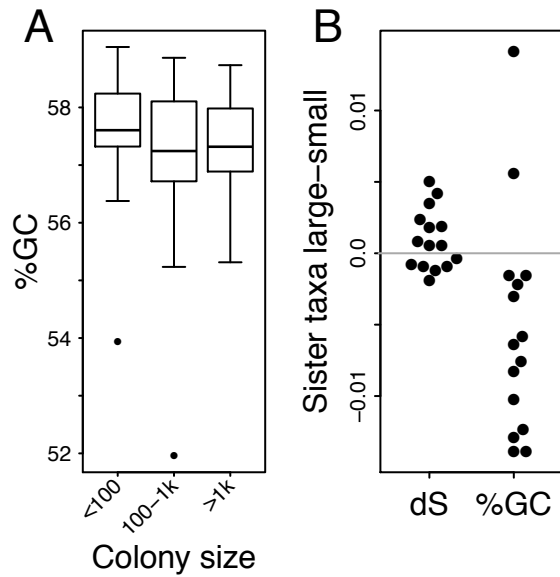 A
%GC
58
56
54
52
<100
100−1k
>1k
Colony size
B
Sister taxa large−small
0.01
0.0
−0.01
dS
%GC